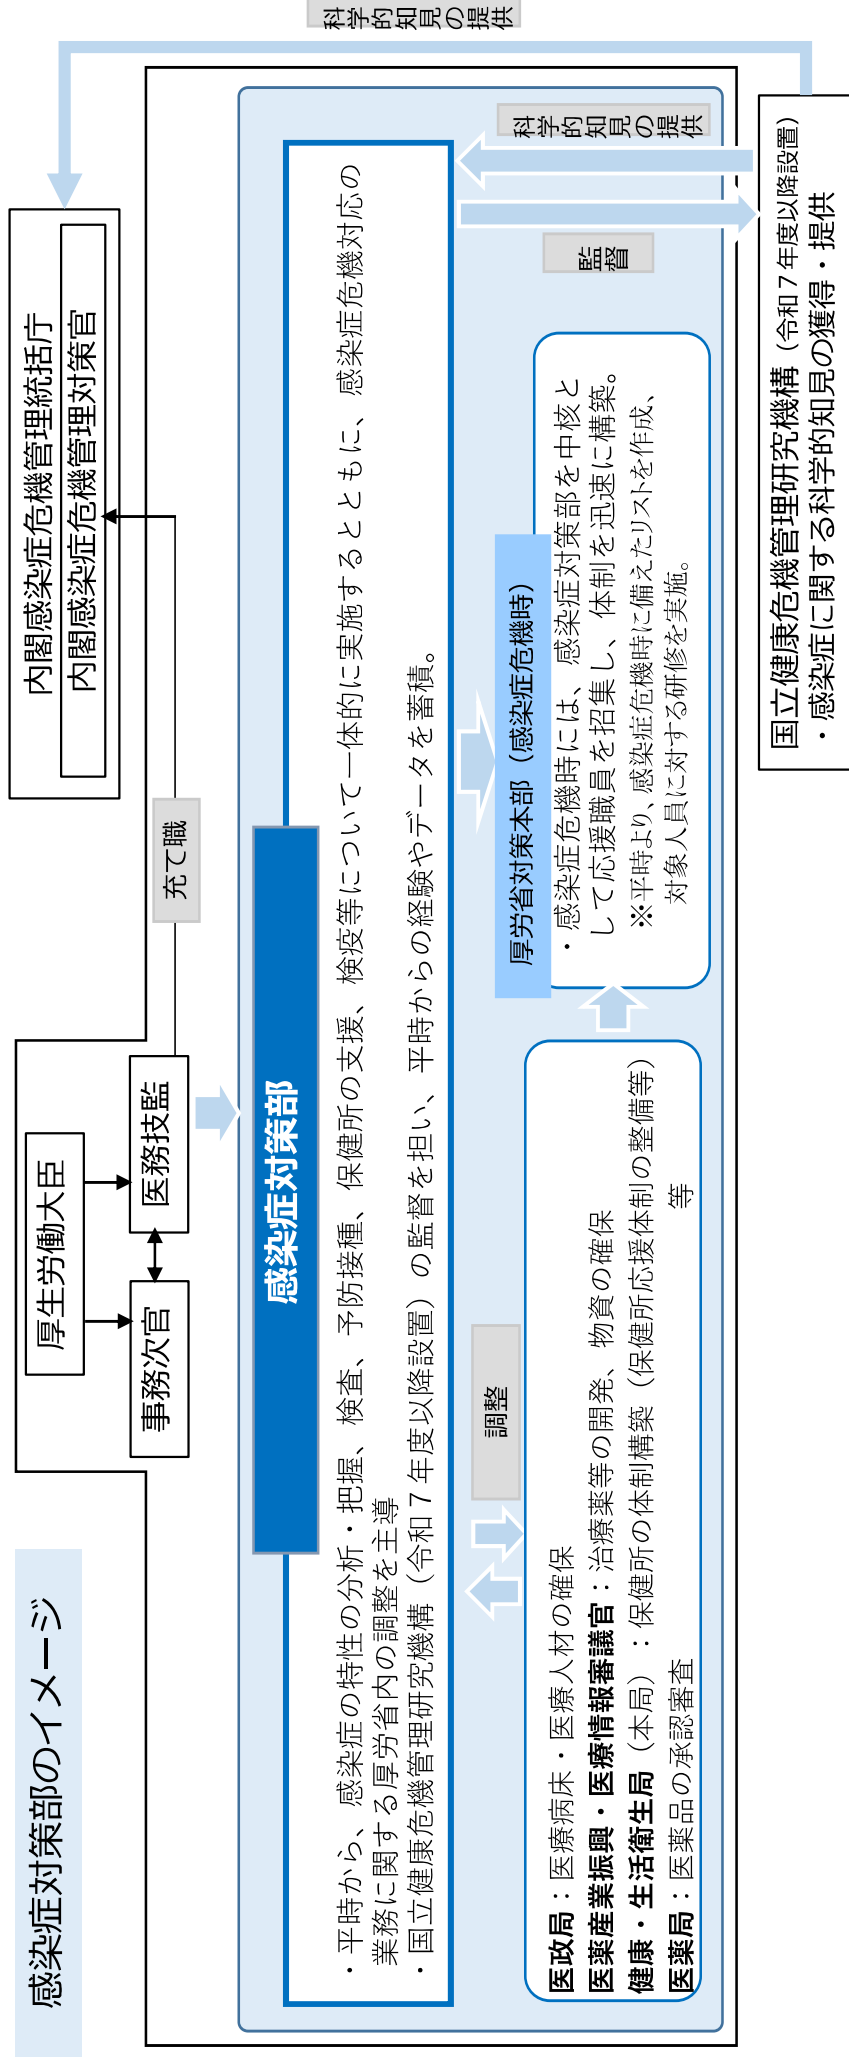 感染症対策部のイメージ
厚生労働大臣
事務次官
医務技監
充て職
内閣感染症危機管理統括庁
内閣感染症危機管理対策官
科学的知見の提供
感染症対策部
・平時から、感染症の特性の分析・把握、検査、予防接種、保健所の支援、検疫等について一体的に実施するとともに、感染症危機対応の
業務に関する厚労省内の調整を主導
・国立健康危機管理研究機構（令和７年度以降設置）の監督を担い、平時からの経験やデータを蓄積。
調整
監督
科学的知見の提供
医政局：医療病床・医療人材の確保
医薬産業振興・医療情報審議官：治療薬等の開発、物資の確保
健康・生活衛生局（本局）：保健所の体制構築（保健所応援体制の整備等）
医薬局：医薬品の承認審査 等
厚労省対策本部（感染症危機時）
・感染症危機時には、感染症対策部を中核と
して応援職員を招集し、体制を迅速に構築。
※平時より、感染症危機時に備えたリストを作成、
対象人員に対する研修を実施。
国立健康危機管理研究機構（令和７年度以降設置）
・感染症に関する科学的知見の獲得・提供